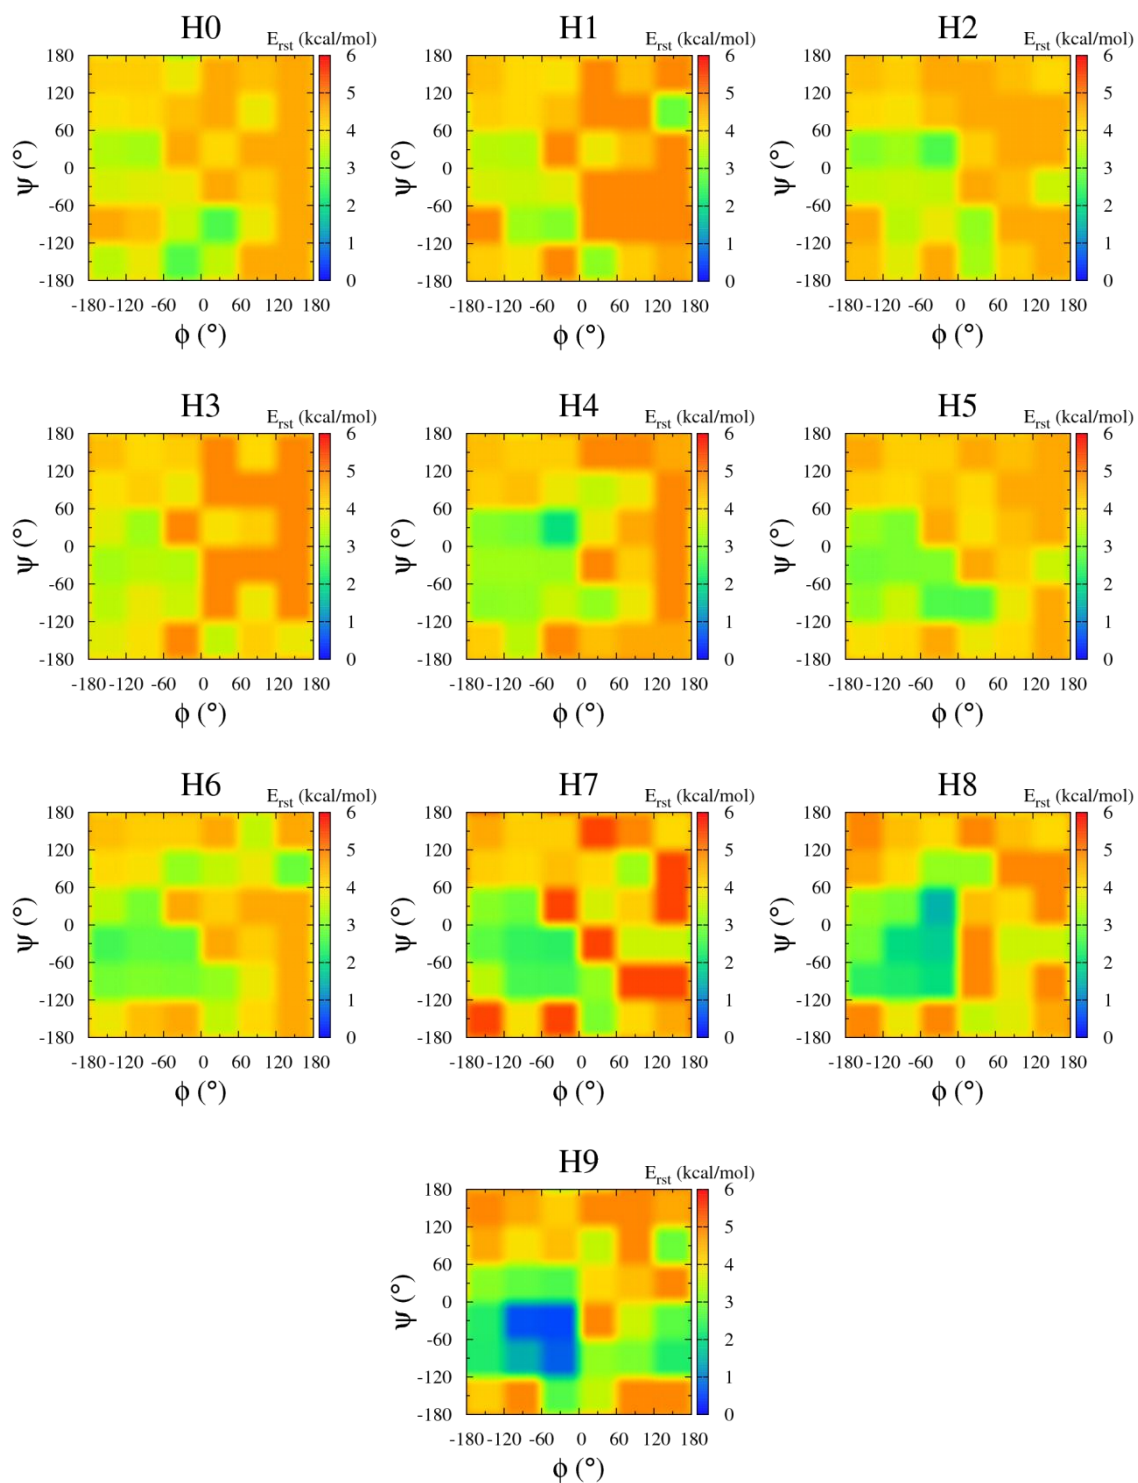 H0 H1 H2
E_rst (kcal/mol) E_rst (kcal/mol) E_rst (kcal/mol)
180 6 180 6 180 6
5 5 5
120 120 120
4 4 4
60 60 60
ψ (°) 0 3 ψ (°) 0 3 ψ (°) 0 3
-60 2 -60 2 -60 2
-120 1 -120 1 -120 1
-180 0 -180 0 -180 0
-180 -120 -60 0 60 120 180 -180 -120 -60 0 60 120 180 -180 -120 -60 0 60 120 180
ϕ (°) ϕ (°) ϕ (°)
H3 H4 H5
E_rst (kcal/mol) E_rst (kcal/mol) E_rst (kcal/mol)
180 6 180 6 180 6
5 5 5
120 120 120
4 4 4
60 60 60
ψ (°) 0 3 ψ (°) 0 3 ψ (°) 0 3
-60 2 -60 2 -60 2
-120 1 -120 1 -120 1
-180 0 -180 0 -180 0
-180 -120 -60 0 60 120 180 -180 -120 -60 0 60 120 180 -180 -120 -60 0 60 120 180
ϕ (°) ϕ (°) ϕ (°)
H6 H7 H8
E_rst (kcal/mol) E_rst (kcal/mol) E_rst (kcal/mol)
180 6 180 6 180 6
5 5 5
120 120 120
4 4 4
60 60 60
ψ (°) 0 3 ψ (°) 0 3 ψ (°) 0 3
-60 2 -60 2 -60 2
-120 1 -120 1 -120 1
-180 0 -180 0 -180 0
-180 -120 -60 0 60 120 180 -180 -120 -60 0 60 120 180 -180 -120 -60 0 60 120 180
ϕ (°) ϕ (°) ϕ (°)
H9
E_rst (kcal/mol)
180 6
5
120
4
60
ψ (°) 0 3
-60 2
-120 1
-180 0
-180 -120 -60 0 60 120 180
ϕ (°)